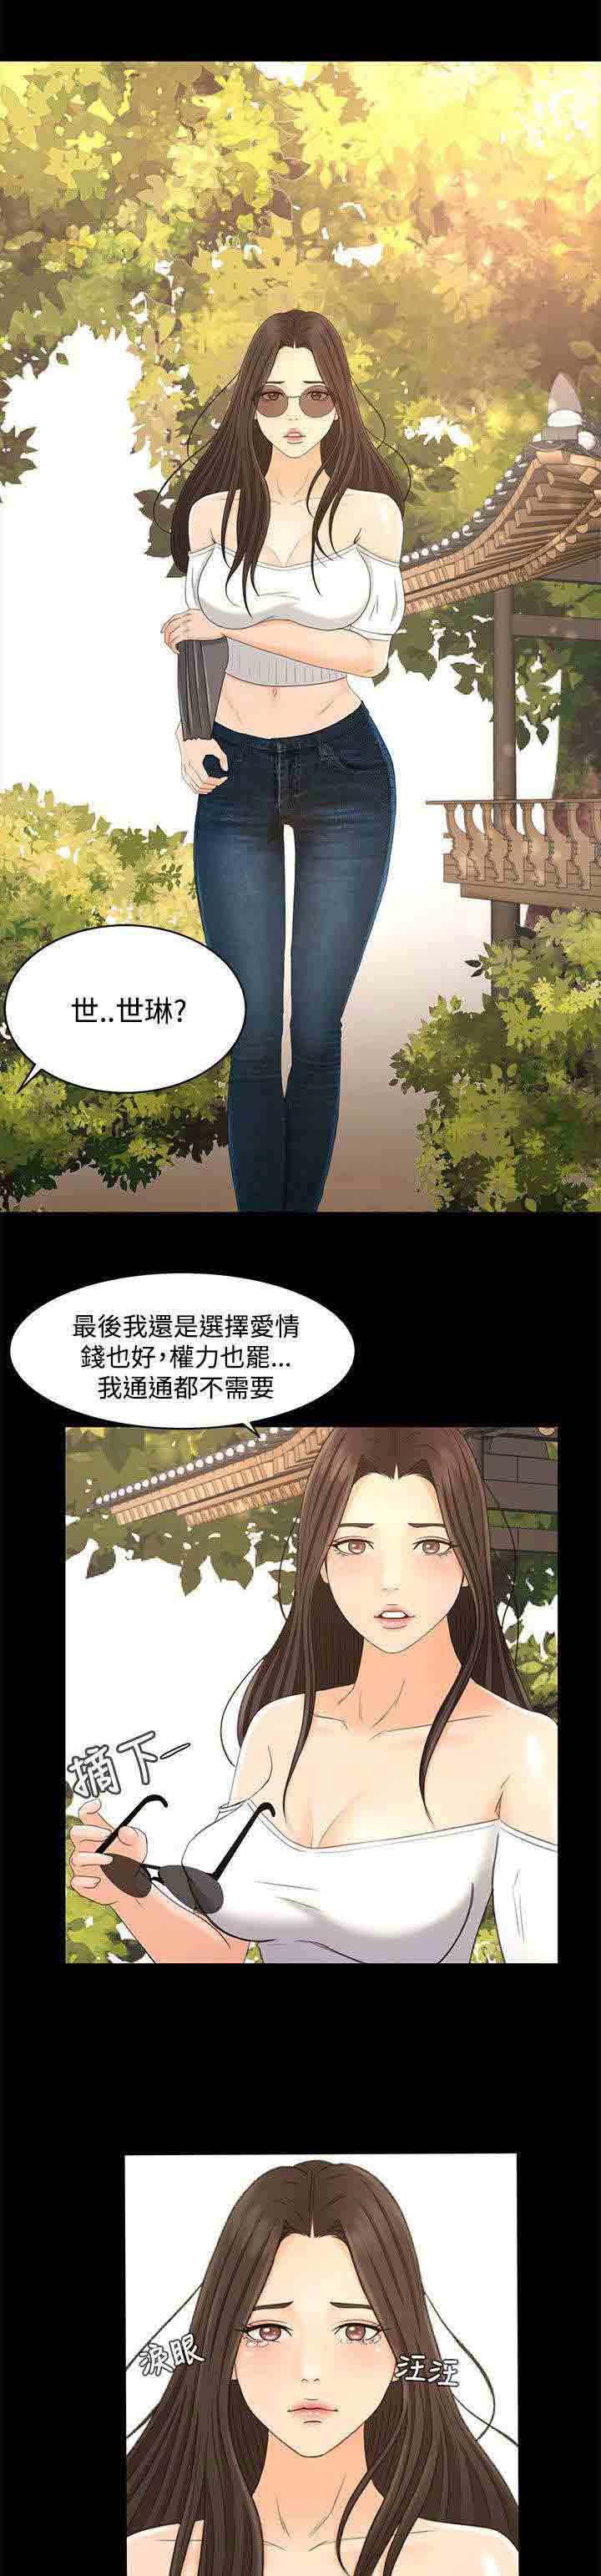 世..世琳?
最後我還是選擇愛情
錢也好,權力也罷...
我通通都不需要
摘下一
淚眼
汪汪